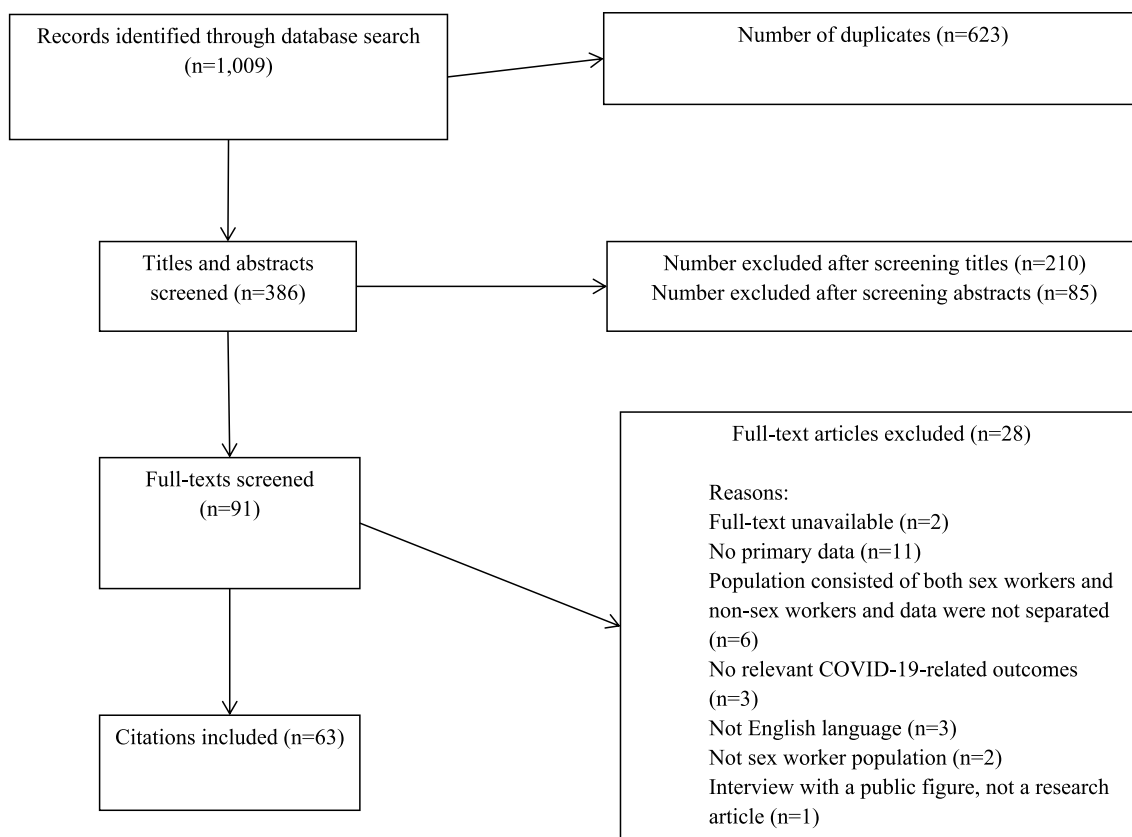 Records identified through database search
(n=1,009)
Number of duplicates (n=623)
Titles and abstracts
screened (n=386)
Number excluded after screening titles (n=210)
Number excluded after screening abstracts (n=85)
Full-texts screened
(n=91)
Full-text articles excluded (n=28)
Reasons:
Full-text unavailable (n=2)
No primary data (n=11)
Population consisted of both sex workers and
non-sex workers and data were not separated
(n=6)
No relevant COVID-19-related outcomes
(n=3)
Not English language (n=3)
Not sex worker population (n=2)
Interview with a public figure, not a research
article (n=1)
Citations included (n=63)